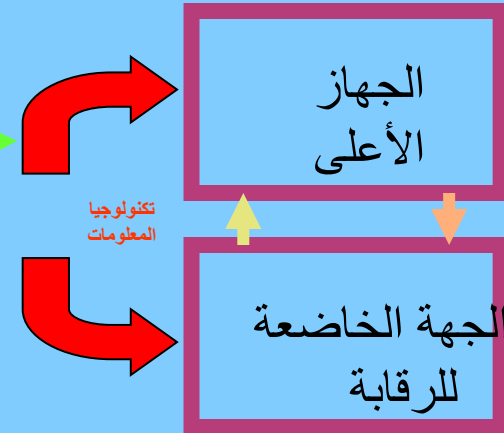 الجهاز
الأعلى
تكنولوجيا
المعلومات
الجهة الخاضعة
للرقابة